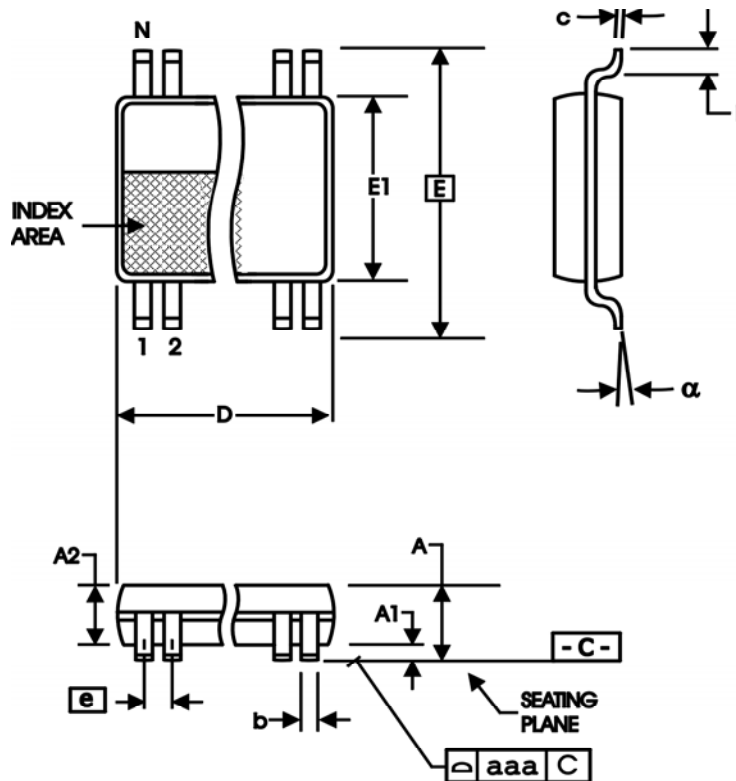 c
N
E1
E
INDEX
AREA
1 2
α
D
A2
A
A1
- C -
e
b
SEATING
PLANE
aaa C